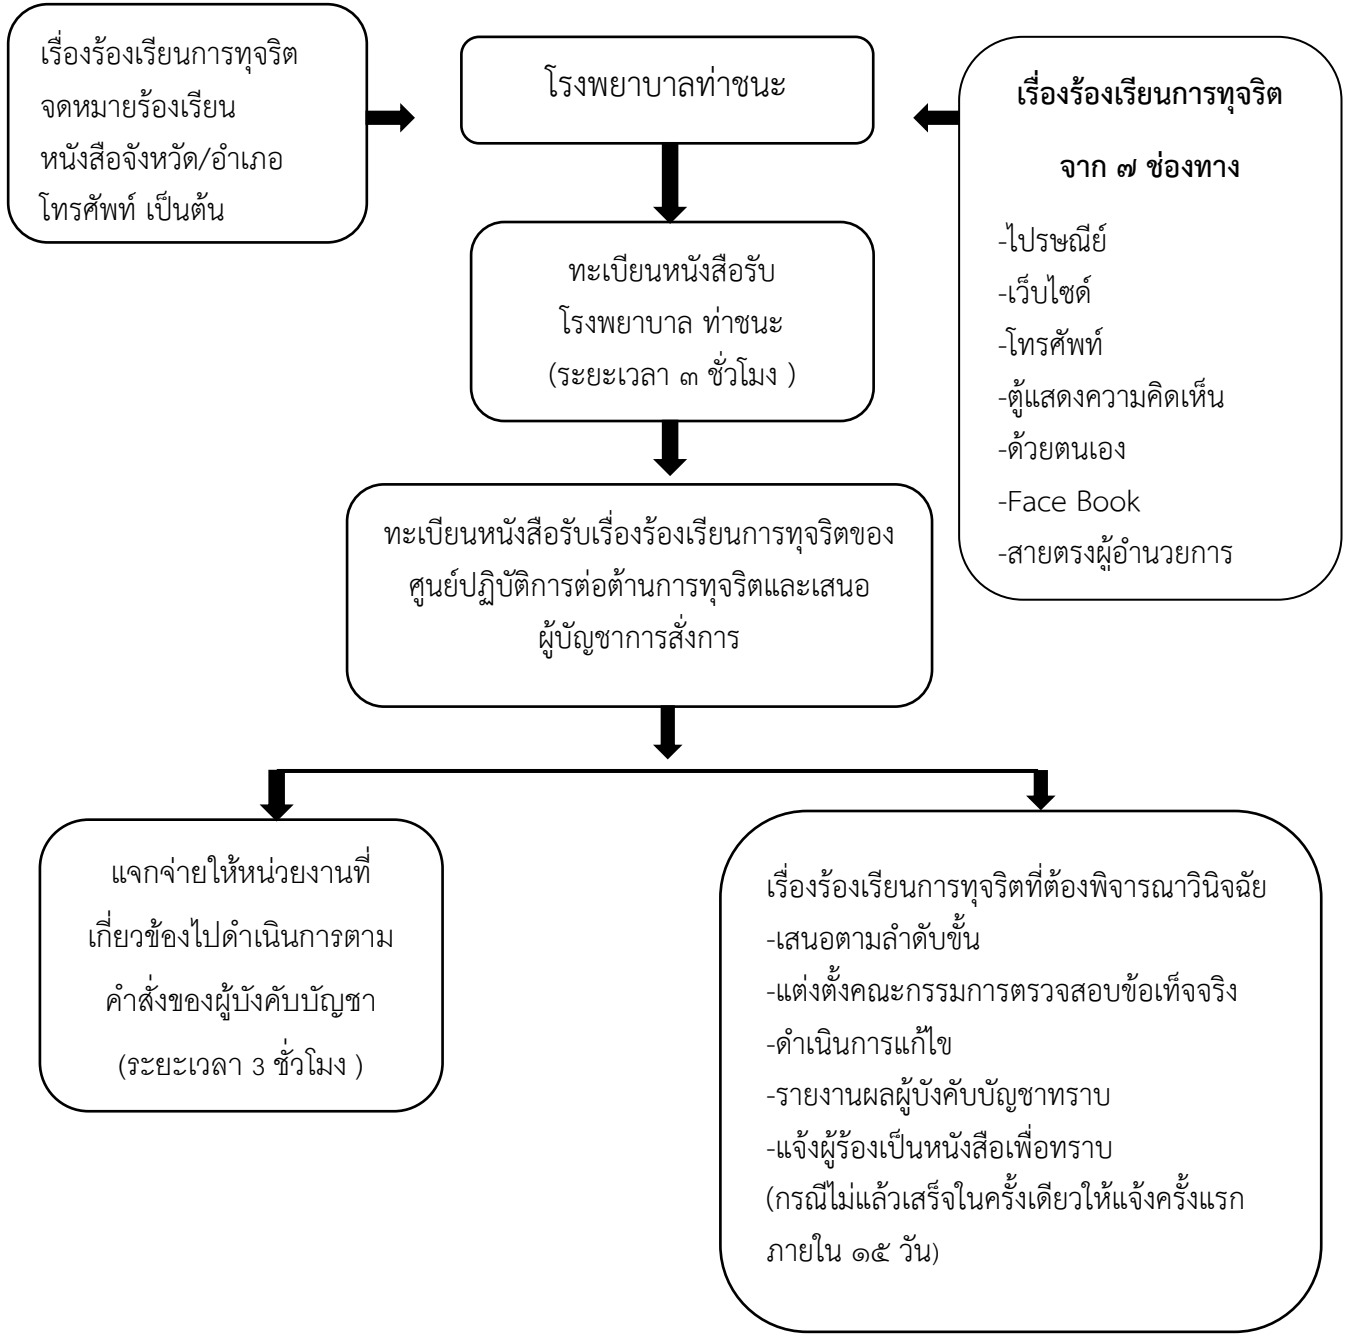 เรื่องร้องเรียนการทุจริต
จดหมายร้องเรียน
หนังสือจังหวัด/อำเภอ
โทรศัพท์ เป็นต้น
โรงพยาบาลท่าชนะ
เรื่องร้องเรียนการทุจริต
จาก ๗ ช่องทาง
-ไปรษณีย์
-เว็บไซด์
-โทรศัพท์
-ตู้แสดงความคิดเห็น
-ด้วยตนเอง
-Face Book
-สายตรงผู้อำนวยการ
ทะเบียนหนังสือรับ
โรงพยาบาล ท่าชนะ
(ระยะเวลา ๓ ชั่วโมง )
ทะเบียนหนังสือรับเรื่องร้องเรียนการทุจริตของ
ศูนย์ปฏิบัติการต่อต้านการทุจริตและเสนอ
ผู้บัญชาการสั่งการ
แจกจ่ายให้หน่วยงานที่
เกี่ยวข้องไปดำเนินการตาม
คำสั่งของผู้บังคับบัญชา
(ระยะเวลา 3 ชั่วโมง )
เรื่องร้องเรียนการทุจริตที่ต้องพิจารณาวินิจฉัย
-เสนอตามลำดับขั้น
-แต่งตั้งคณะกรรมการตรวจสอบข้อเท็จจริง
-ดำเนินการแก้ไข
-รายงานผลผู้บังคับบัญชาทราบ
-แจ้งผู้ร้องเป็นหนังสือเพื่อทราบ
(กรณีไม่แล้วเสร็จในครั้งเดียวให้แจ้งครั้งแรก
ภายใน ๑๕ วัน)